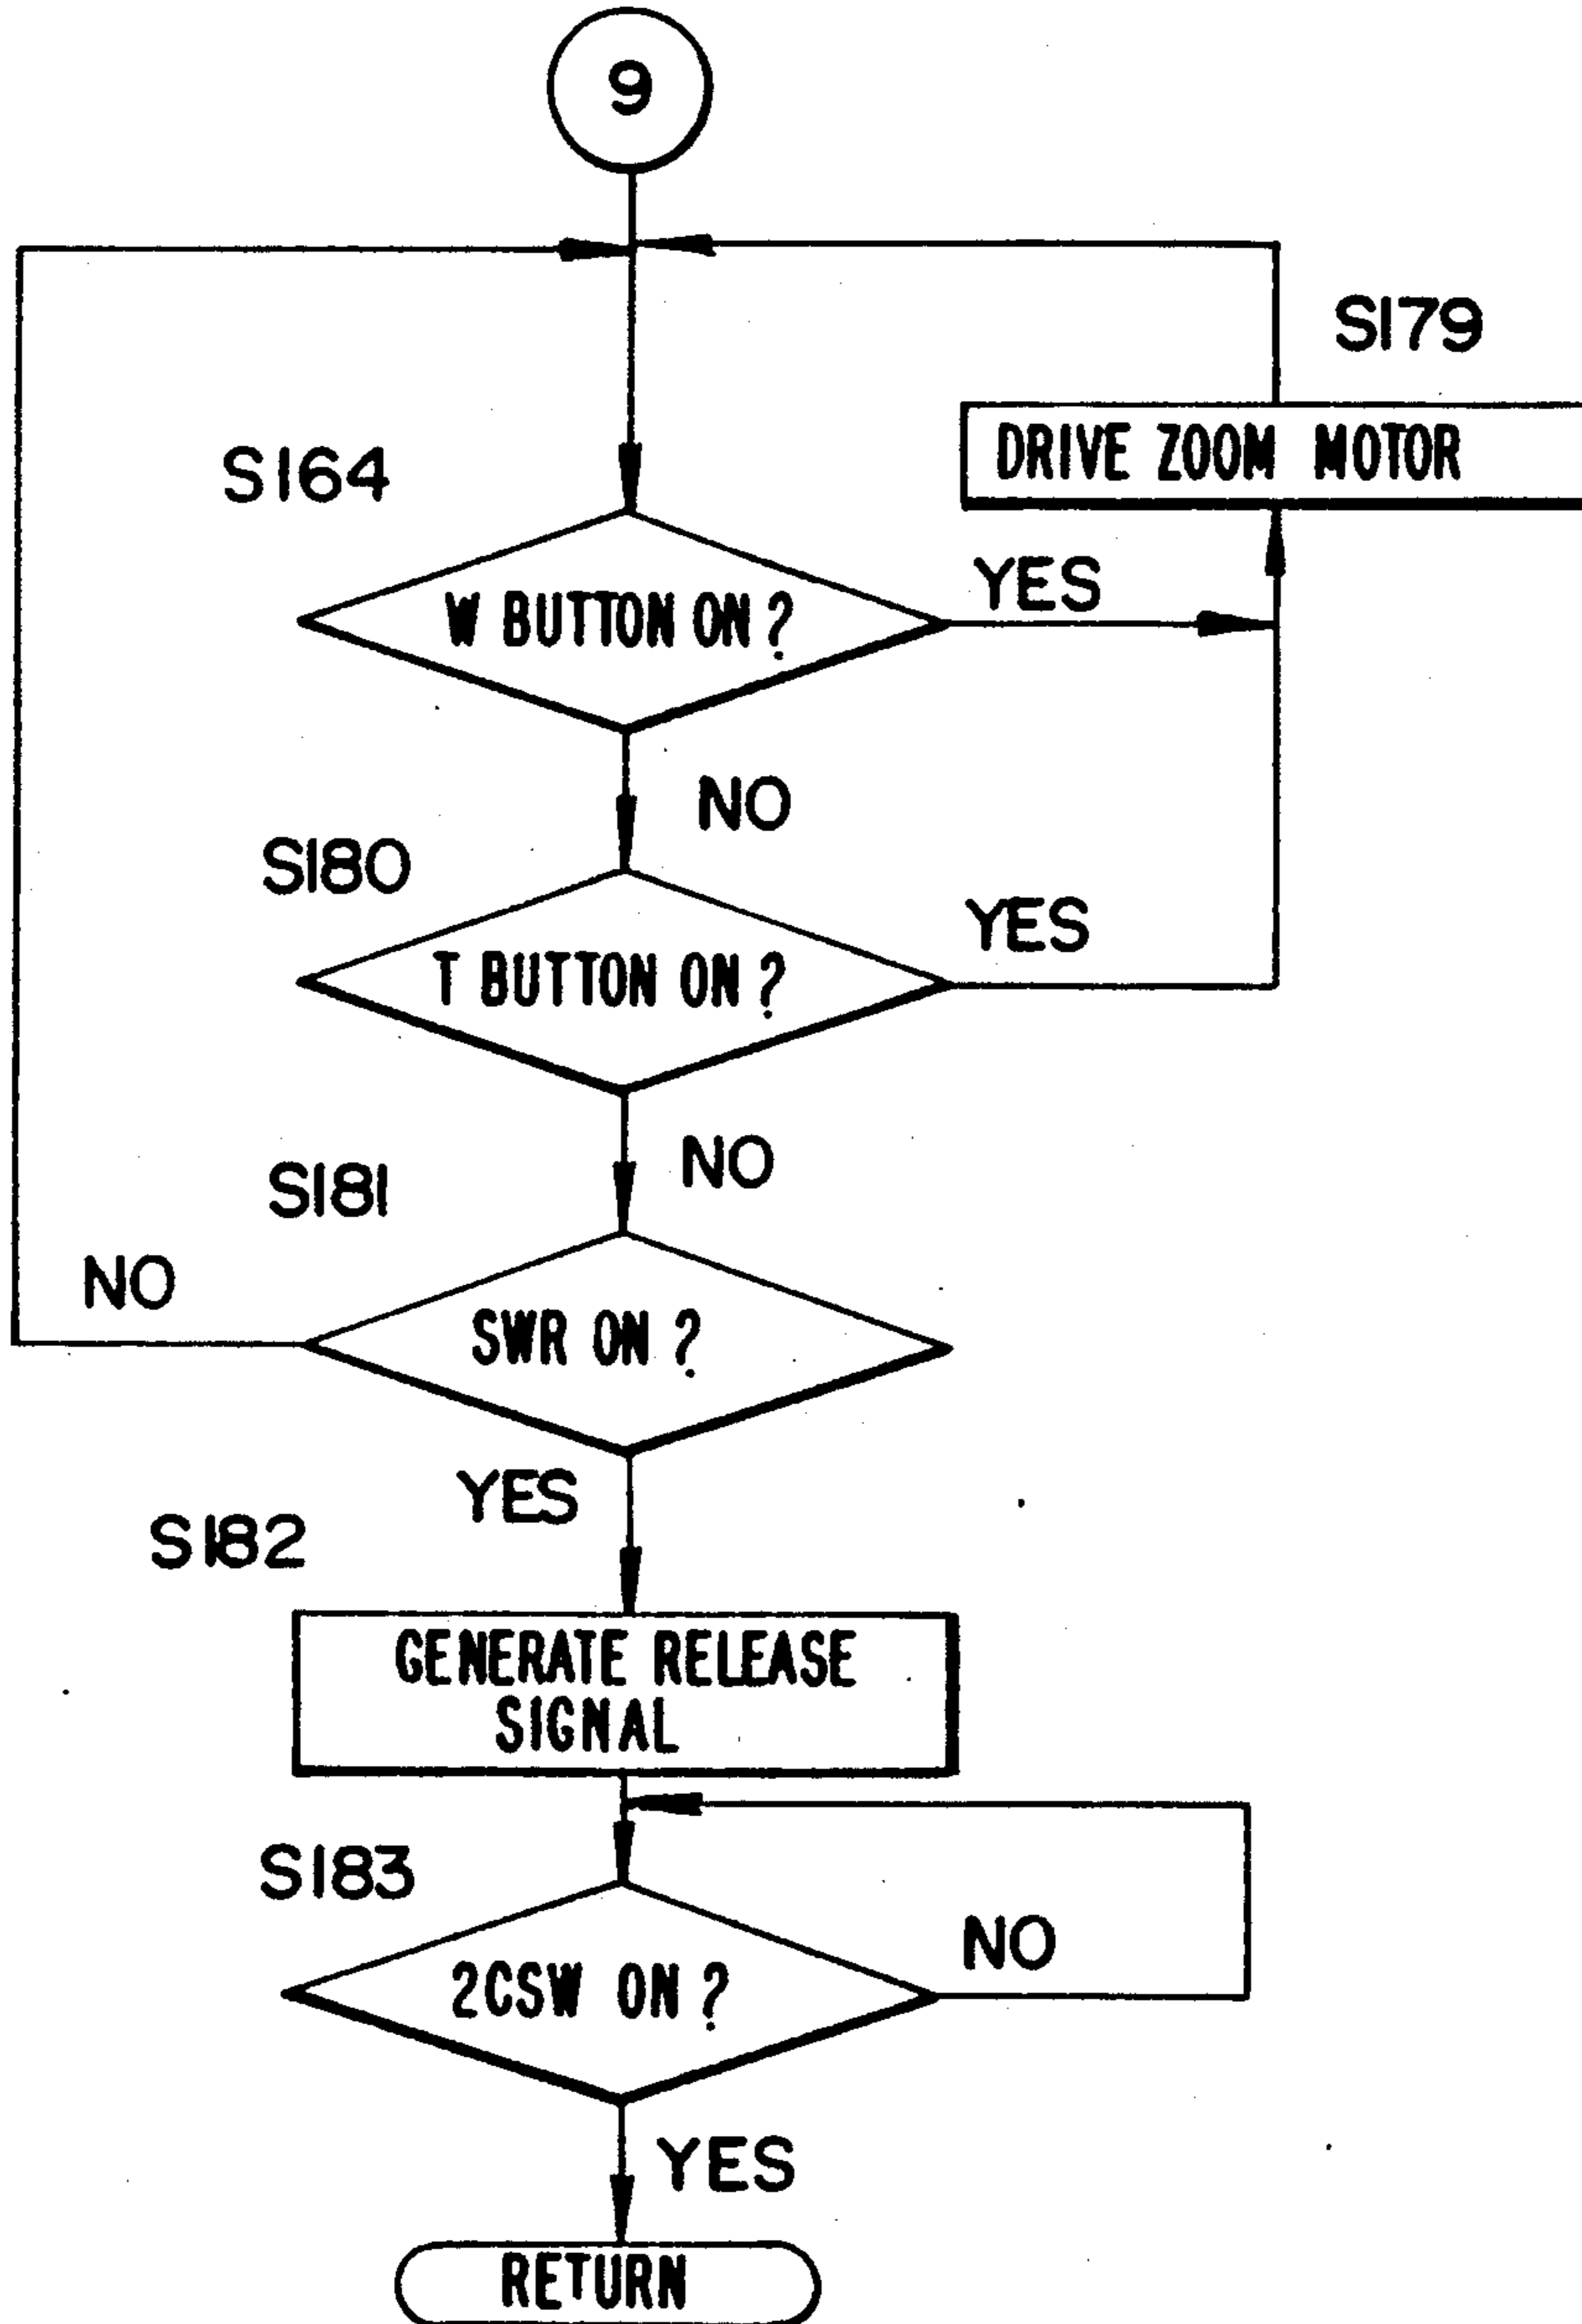 9
S179
DRIVE ZOOM MOTOR
S164
W BUTTON ON ?
YES
NO
S180
T BUTTON ON ?
YES
NO
S181
SWR ON ?
NO
YES
S182
GENERATE RELEASE
SIGNAL
S183
2CSW ON ?
NO
YES
RETURN